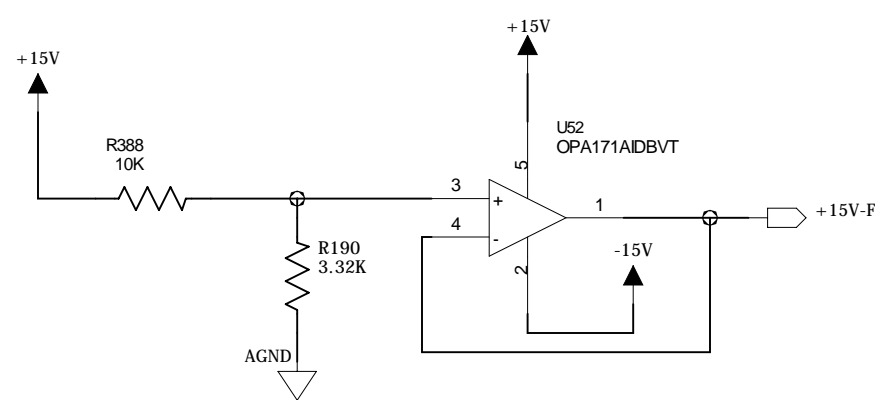 +15V
+15V
R388
10K
U52
OPA171AIDBVT
5
3
+
1
+15V-F
4
-
R190
3.32K
2
-15V
AGND